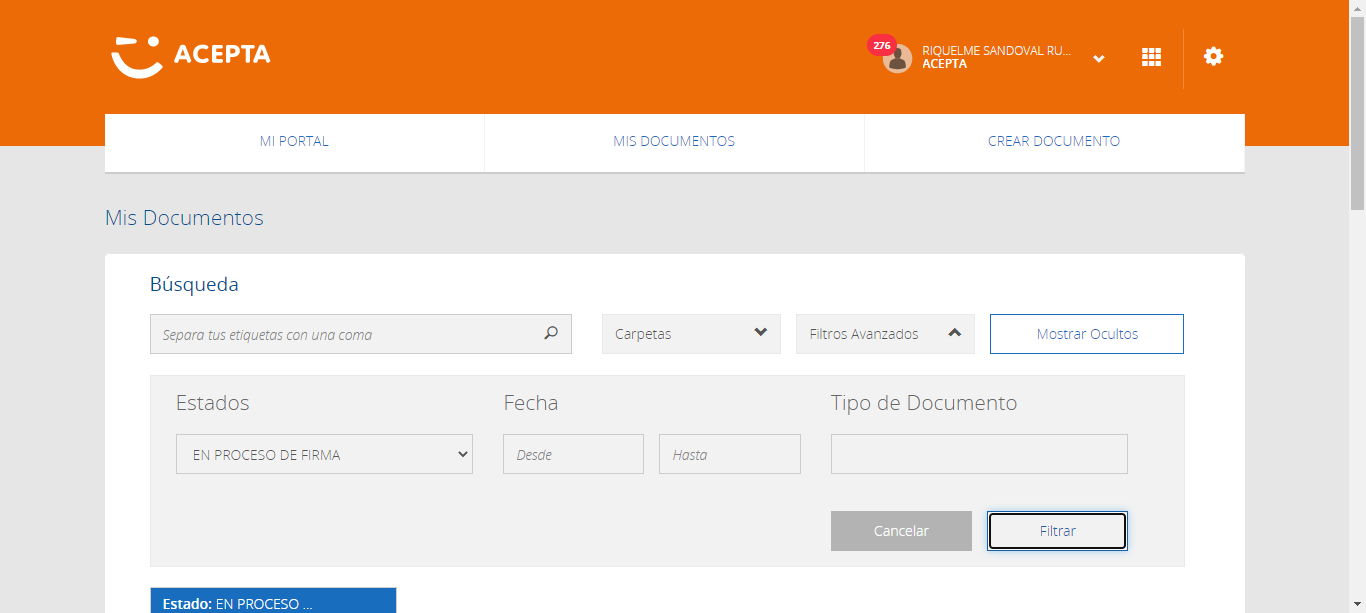 ACEPTA
276
RIQUELME SANDOVAL RU...
ACEPTA
MI PORTAL
MIS DOCUMENTOS
CREAR DOCUMENTO
Mis Documentos
Búsqueda
Separa tus etiquetas con una coma
Carpetas
Filtros Avanzados
Mostrar Ocultos
Estados
Fecha
Tipo de Documento
EN PROCESO DE FIRMA
Desde
Hasta
Cancelar
Filtrar
Estado: EN PROCESO ...